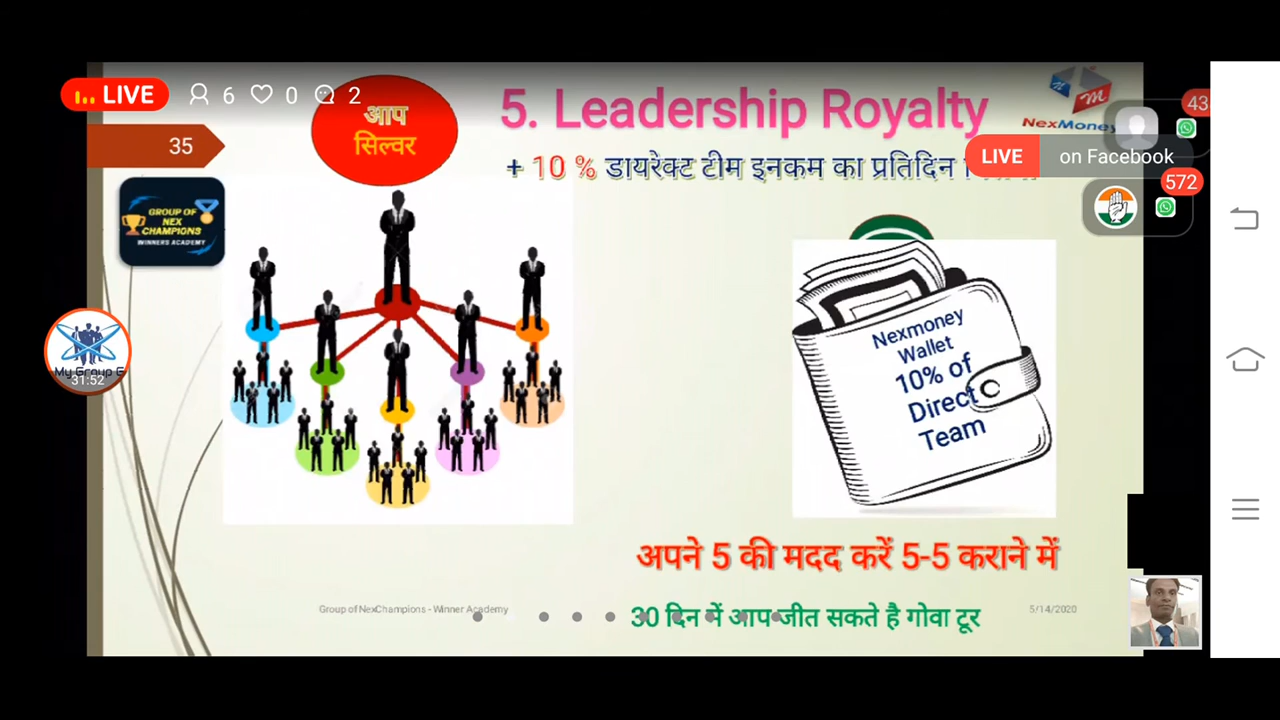 LIVE 6 0 2
आप
सिल्वर
5. Leadership Royalty
NexMoney
43
35
+ 10 % डायरेक्ट टीम इनकम का प्रतिदिन
LIVE on Facebook
572
GROUP OF
NEX
CHAMPIONS
WINNERS ACADEMY
My Group
31:52
Nexmoney
Wallet
10% of
Direct
Team
अपने 5 की मदद करें 5-5 कराने में
Group of NexChampions - Winner Academy
30 दिन में आप जीत सकते है गोवा टूर
5/14/2020